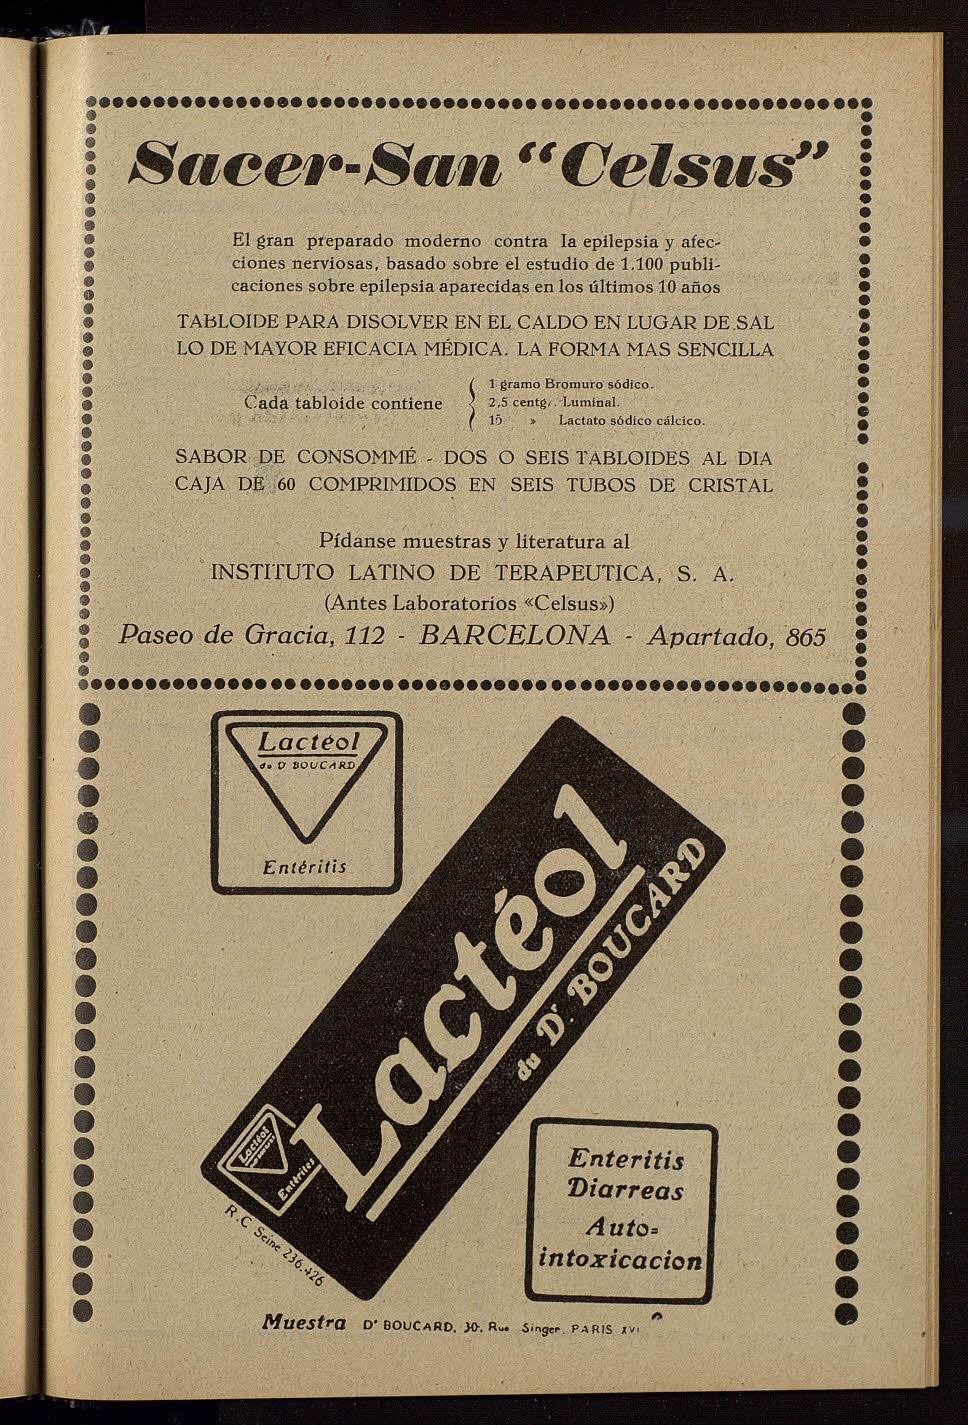 Sacer-San “Celsus”
El gran preparado moderno contra la epilepsia y afec-
ciones nerviosas, basado sobre el estudio de 1.100 publi-
caciones sobre epilepsia aparecidas en los últimos 10 años
TABLOIDE PARA DISOLVER EN EL CALDO EN LUGAR DE SAL
LO DE MAYOR EFICACIA MÉDICA. LA FORMA MAS SENCILLA
Cada tabloide contiene
1 gramo Bromuro sódico.
2,5 centg. Luminal.
15 » Lactato sódico cálcico.
SABOR DE CONSOMMÉ - DOS O SEIS TABLOIDES AL DIA
CAJA DE 60 COMPRIMIDOS EN SEIS TUBOS DE CRISTAL
Pídanse muestras y literatura al
INSTITUTO LATINO DE TERAPEUTICA, S. A.
(Antes Laboratorios «Celsus»)
Paseo de Gracia, 112 - BARCELONA - Apartado, 865
Lactéol
du Dr BOUCARD
Entéritis
Lactéol
du Dr. BOUCARD
Lactéol
Entérites
R.C Seine 236.426
Enteritis
Diarreas
Auto=
intoxicacion
Muestra Dr BOUCARD, 30, Rue Singer, PARIS XVI